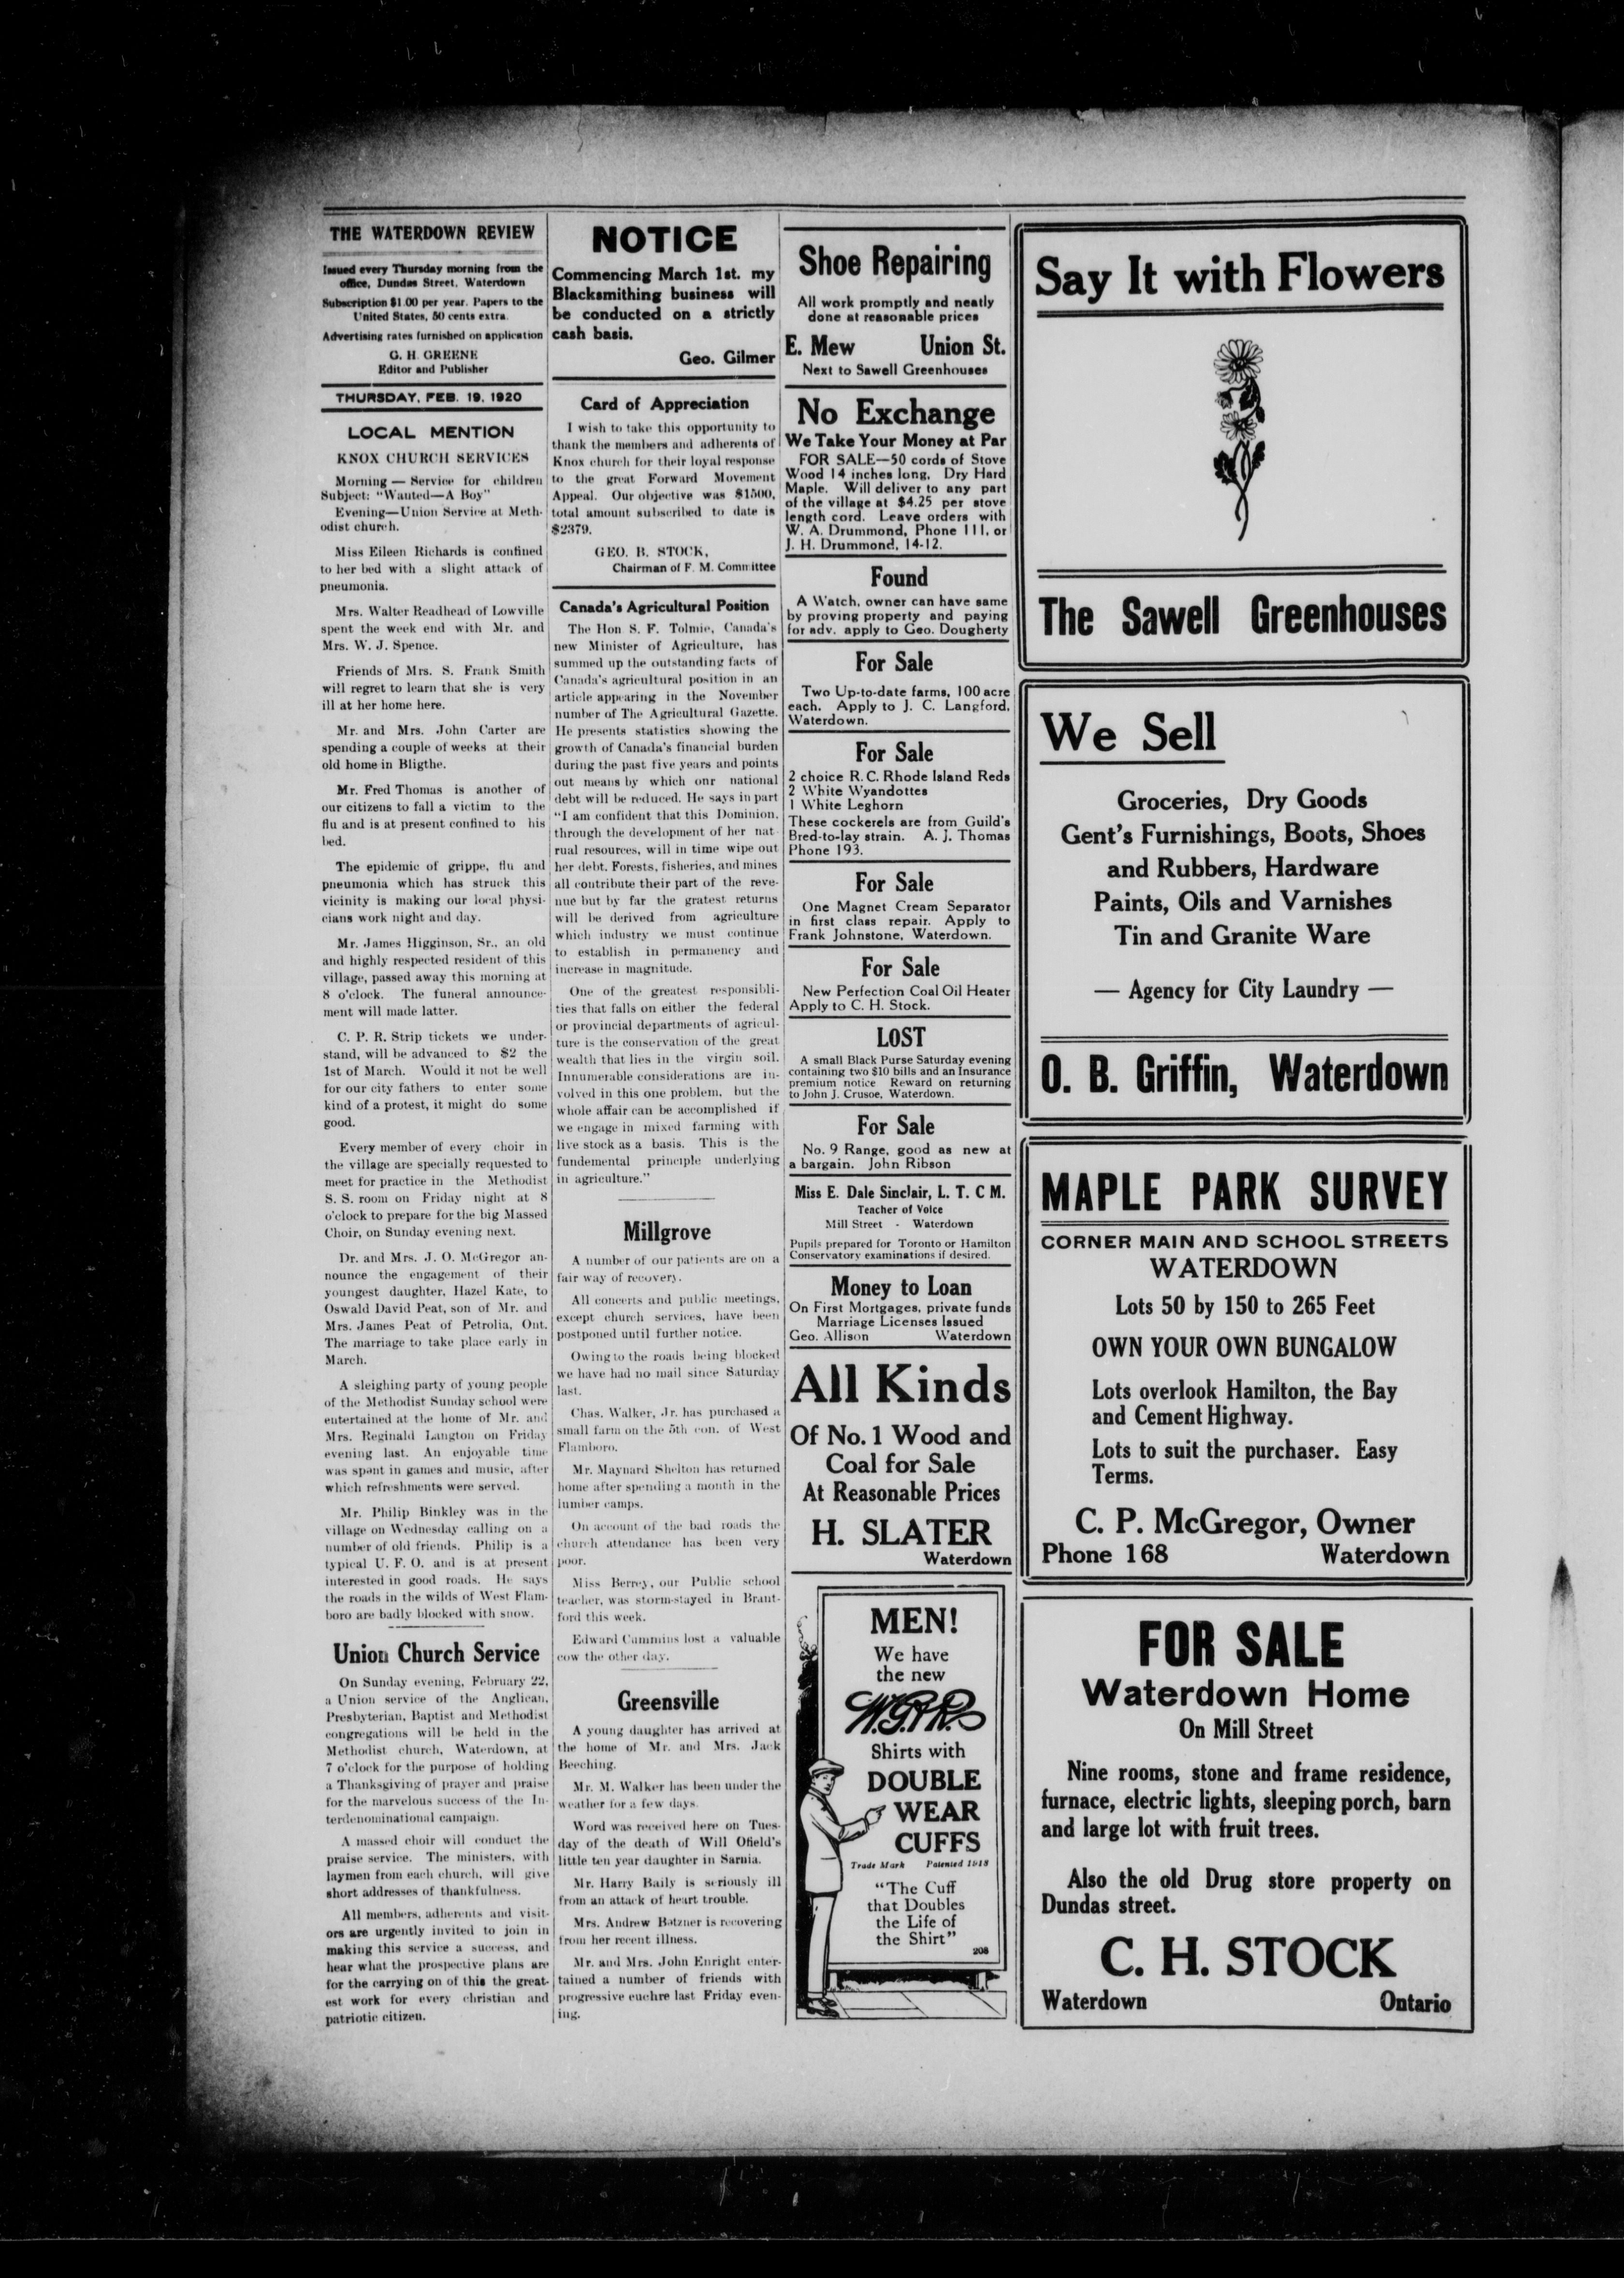 THE WATERDOWN REVIEW
Issued every Thursday morning from the
office, Dundas Street, Waterdown
Subscription $1.00 per year. Papers to the
United States, 50 cents extra.
Advertising rates furnished on application
G. H. GREENE
Editor and Publisher
THURSDAY, FEB. 19, 1920
LOCAL MENTION
KNOX CHURCH SERVICES
Morning — Service for children
Subject: "Wanted—A Boy"
Evening—Union Service at Meth-
odist church.
Miss Eileen Richards is confined
to her bed with a slight attack of
pneumonia.
Mrs. Walter Readhead of Lowville
spent the week end with Mr. and
Mrs. W. J. Spence.
Friends of Mrs. S. Frank Smith
will regret to learn that she is very
ill at her home here.
Mr. and Mrs. John Carter are
spending a couple of weeks at their
old home in Bligthe.
Mr. Fred Thomas is another of
our citizens to fall a victim to the
flu and is at present confined to his
bed.
The epidemic of grippe, flu and
pneumonia which has struck this
vicinity is making our local physi-
cians work night and day.
Mr. James Higginson, Sr., an old
and highly respected resident of this
village, passed away this morning at
8 o'clock. The funeral announce-
ment will made latter.
C. P. R. Strip tickets we under-
stand, will be advanced to $2 the
1st of March. Would it not be well
for our city fathers to enter some
kind of a protest, it might do some
good.
Every member of every choir in
the village are specially requested to
meet for practice in the Methodist
S. S. room on Friday night at 8
o'clock to prepare for the big Massed
Choir, on Sunday evening next.
Dr. and Mrs. J. O. McGregor an-
nounce the engagement of their
youngest daughter, Hazel Kate, to
Oswald David Peat, son of Mr. and
Mrs. James Peat of Petrolia, Ont.
The marriage to take place early in
March.
A sleighing party of young people
of the Methodist Sunday school were
entertained at the home of Mr. and
Mrs. Reginald Langton on Friday
evening last. An enjoyable time
was spent in games and music, after
which refreshments were served.
Mr. Philip Binkley was in the
village on Wednesday calling on a
number of old friends. Philip is a
typical U. F. O. and is at present
interested in good roads. He says
the roads in the wilds of West Flam-
boro are badly blocked with snow.
Union Church Service
On Sunday evening, February 22,
a Union service of the Anglican,
Presbyterian, Baptist and Methodist
congregations will be held in the
Methodist church, Waterdown, at
7 o'clock for the purpose of holding
a Thanksgiving of prayer and praise
for the marvelous success of the In-
terdenominational campaign.
A massed choir will conduct the
praise service. The ministers, with
laymen from each church, will give
short addresses of thankfulness.
All members, adherents and visit-
ors are urgently invited to join in
making this service a success, and
hear what the prospective plans are
for the carrying on of this the great-
est work for every christian and
patriotic citizen.
NOTICE
Commencing March 1st. my
Blacksmithing business will
be conducted on a strictly
cash basis.
Geo. Gilmer
Card of Appreciation
I wish to take this opportunity to
thank the members and adherents of
Knox church for their loyal response
to the great Forward Movement
Appeal. Our objective was $1500,
total amount subscribed to date is
$2379.
GEO. B. STOCK,
Chairman of F. M. Committee
Canada's Agricultural Position
The Hon S. F. Tolmie, Canada's
new Minister of Agriculture, has
summed up the outstanding facts of
Canada's agricultural position in an
article appearing in the November
number of The Agricultural Gazette.
He presents statistics showing the
growth of Canada's financial burden
during the past five years and points
out means by which onr national
debt will be reduced. He says in part
"I am confident that this Dominion,
through the development of her nat
rual resources, will in time wipe out
her debt. Forests, fisheries, and mines
all contribute their part of the reve-
nue but by far the gratest returns
will be derived from agriculture
which industry we must continue
to establish in permanency and
increase in magnitude.
One of the greatest responsibli-
ties that falls on either the federal
or provincial departments of agricul-
ture is the conservation of the great
wealth that lies in the virgin soil.
Innumerable considerations are in-
volved in this one problem, but the
whole affair can be accomplished if
we engage in mixed farming with
live stock as a basis. This is the
fundemental principle underlying
in agriculture."
Millgrove
A number of our patients are on a
fair way of recovery.
All concerts and public meetings,
except church services, have been
postponed until further notice.
Owing to the roads being blocked
we have had no mail since Saturday
last.
Chas. Walker, Jr. has purchased a
small farm on the 5th con. of West
Flamboro.
Mr. Maynard Shelton has returned
home after spending a month in the
lumber camps.
On account of the bad roads the
church attendance has been very
poor.
Miss Berrey, our Public school
teacher, was storm-stayed in Brant-
ford this week.
Edward Cummins lost a valuable
cow the other day.
Greensville
A young daughter has arrived at
the home of Mr. and Mrs. Jack
Beeching.
Mr. M. Walker has been under the
weather for a few days.
Word was received here on Tues-
day of the death of Will Ofield's
little ten year daughter in Sarnia.
Mr. Harry Baily is seriously ill
from an attack of heart trouble.
Mrs. Andrew Betzner is recovering
from her recent illness.
Mr. and Mrs. John Enright enter-
tained a number of friends with
progressive euchre last Friday even-
ing.
Shoe Repairing
All work promptly and neatly
done at reasonable prices
E. Mew Union St.
Next to Sawell Greenhouses
No Exchange
We Take Your Money at Par
FOR SALE—50 cords of Stove
Wood 14 inches long, Dry Hard
Maple. Will deliver to any part
of the village at $4.25 per stove
length cord. Leave orders with
W. A. Drummond, Phone 111, or
J. H. Drummond, 14-12.
Found
A Watch, owner can have same
by proving property and paying
for adv. apply to Geo. Dougherty
For Sale
Two Up-to-date farms, 100 acre
each. Apply to J. C. Langford,
Waterdown.
For Sale
2 choice R. C. Rhode Island Reds
2 White Wyandottes
1 White Leghorn
These cockerels are from Guild's
Bred-to-lay strain. A. J. Thomas
Phone 193.
For Sale
One Magnet Cream Separator
in first class repair. Apply to
Frank Johnstone, Waterdown.
For Sale
New Perfection Coal Oil Heater
Apply to C. H. Stock.
LOST
A small Black Purse Saturday evening
containing two $10 bills and an Insurance
premium notice Reward on returning
to John J. Crusoe, Waterdown.
For Sale
No. 9 Range, good as new at
a bargain. John Ribson
Miss E. Dale Sinclair, L. T. C M.
Teacher of Voice
Mill Street - Waterdown
Pupils prepared for Toronto or Hamilton
Conservatory examinations if desired.
Money to Loan
On First Mortgages, private funds
Marriage Licenses Issued
Geo. Allison Waterdown
All Kinds
Of No. 1 Wood and
Coal for Sale
At Reasonable Prices
H. SLATER
Waterdown
MEN!
We have
the new
W.G.&R.
Shirts with
DOUBLE
WEAR
CUFFS
Trade Mark Patented 1918
"The Cuff
that Doubles
the Life of
the Shirt"
208
Say It with Flowers
The Sawell Greenhouses
We Sell
Groceries, Dry Goods
Gent's Furnishings, Boots, Shoes
and Rubbers, Hardware
Paints, Oils and Varnishes
Tin and Granite Ware
— Agency for City Laundry —
O. B. Griffin, Waterdown
MAPLE PARK SURVEY
CORNER MAIN AND SCHOOL STREETS
WATERDOWN
Lots 50 by 150 to 265 Feet
OWN YOUR OWN BUNGALOW
Lots overlook Hamilton, the Bay
and Cement Highway.
Lots to suit the purchaser. Easy
Terms.
C. P. McGregor, Owner
Phone 168 Waterdown
FOR SALE
Waterdown Home
On Mill Street
Nine rooms, stone and frame residence,
furnace, electric lights, sleeping porch, barn
and large lot with fruit trees.
Also the old Drug store property on
Dundas street.
C. H. STOCK
Waterdown Ontario